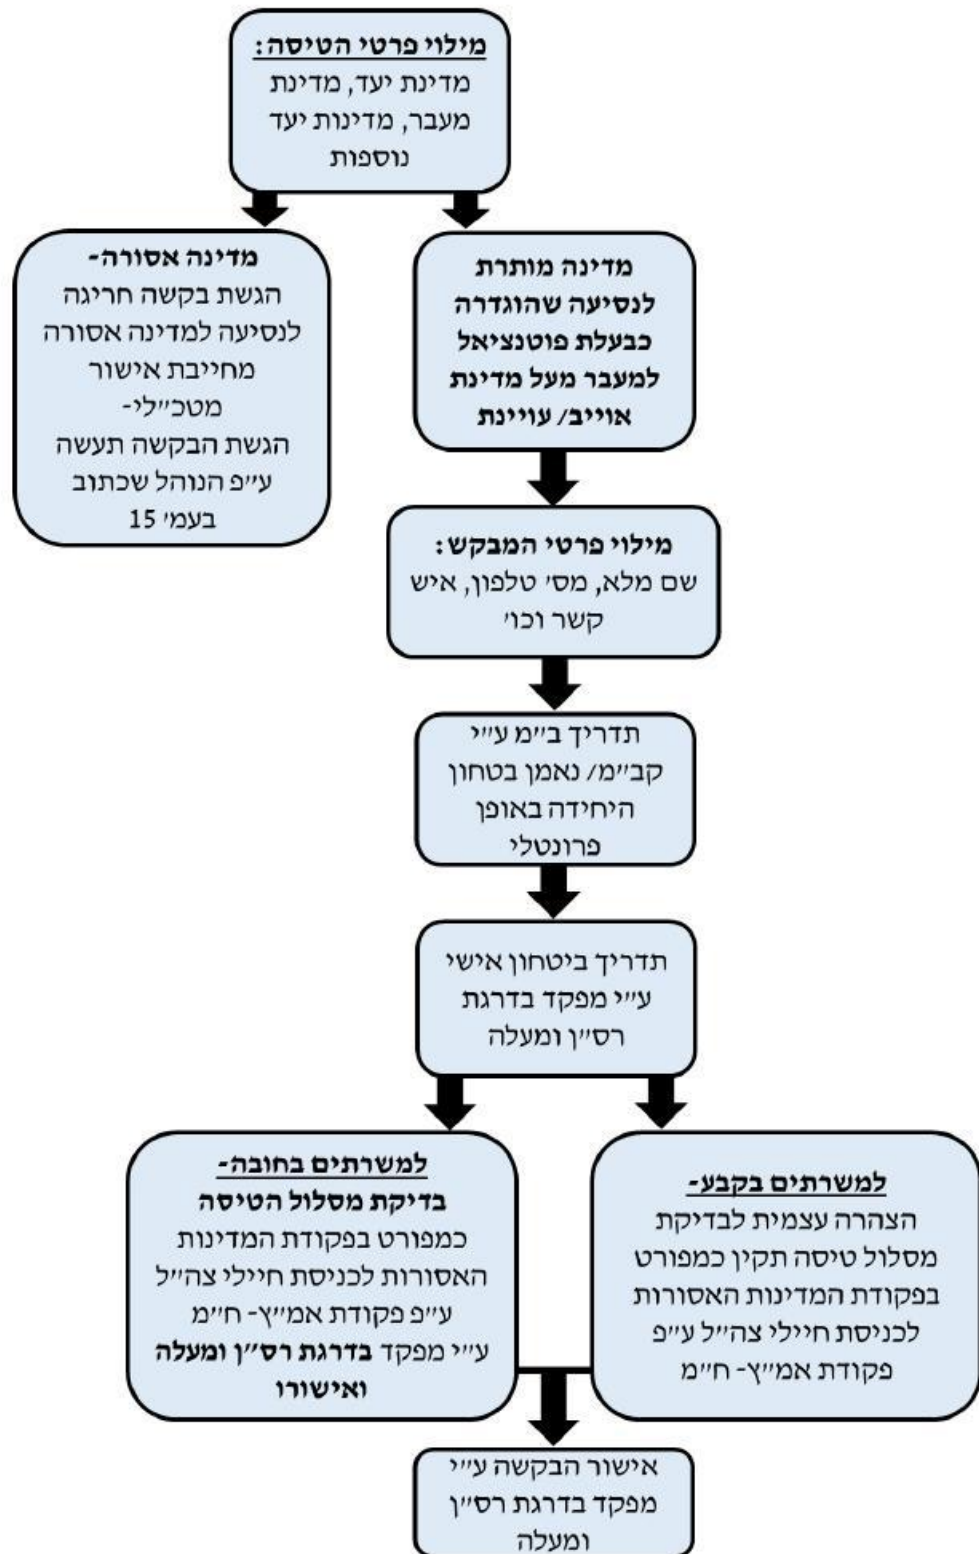 מילוי פרטי הטיסה:
מדינת יעד, מדינת
מעבר, מדינות יעד
נוספות
מדינה מותרת
לנסיעה שהוגדרה
כבעלת פוטנציאל
למעבר מעל מדינת
אוייב/ עויינת
מדינה אסורה-
הגשת בקשה חריגה
לנסיעה למדינה אסורה
מחייבת אישור
מטכ״לי-
הגשת הבקשה תעשה
ע״פ הנוהל שכתוב
בעמ׳ 15
מילוי פרטי המבקש:
שם מלא, מס׳ טלפון, איש
קשר וכו׳
תדריך ב״מ ע״י
קב״מ/ נאמן בטחון
היחידה באופן
פרונטלי
תדריך ביטחון אישי
ע״י מפקד בדרגת
רס״ן ומעלה
למשרתים בקבע-
הצהרה עצמית לבדיקת
מסלול טיסה תקין כמפורט
בפקודת המדינות האסורות
לכניסת חיילי צה״ל ע״פ
פקודת אמ״ץ- ח״מ
למשרתים בחובה-
בדיקת מסלול הטיסה
כמפורט בפקודת המדינות
האסורות לכניסת חיילי צה״ל
ע״פ פקודת אמ״ץ- ח״מ
ע״י מפקד בדרגת רס״ן ומעלה
ואישורו
אישור הבקשה ע״י
מפקד בדרגת רס״ן
ומעלה